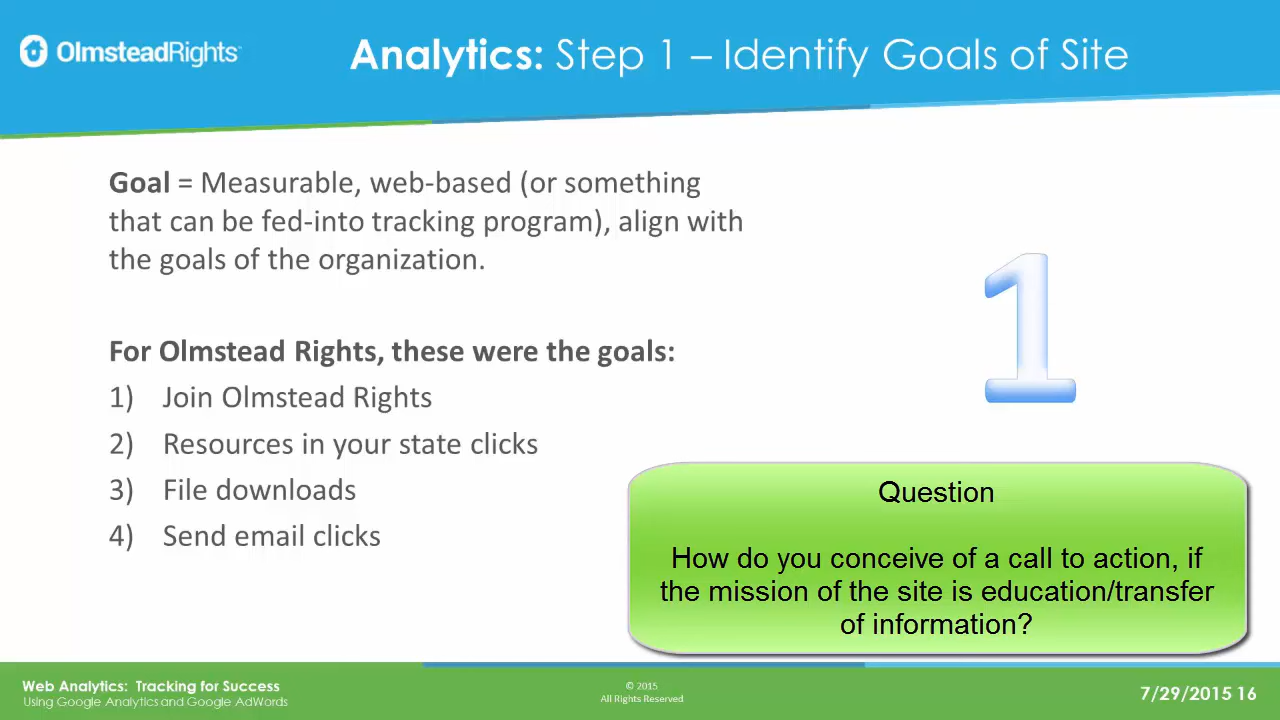 OlmsteadRights
Analytics: Step 1 – Identify Goals of Site
Goal = Measurable, web-based (or something
that can be fed-into tracking program), align with
the goals of the organization.
For Olmstead Rights, these were the goals:
1) Join Olmstead Rights
2) Resources in your state clicks
3) File downloads
4) Send email clicks
1
Question
How do you conceive of a call to action, if
the mission of the site is education/transfer
of information?
Web Analytics: Tracking for Success
Using Google Analytics and Google AdWords
© 2015
All Rights Reserved
7/29/2015 16